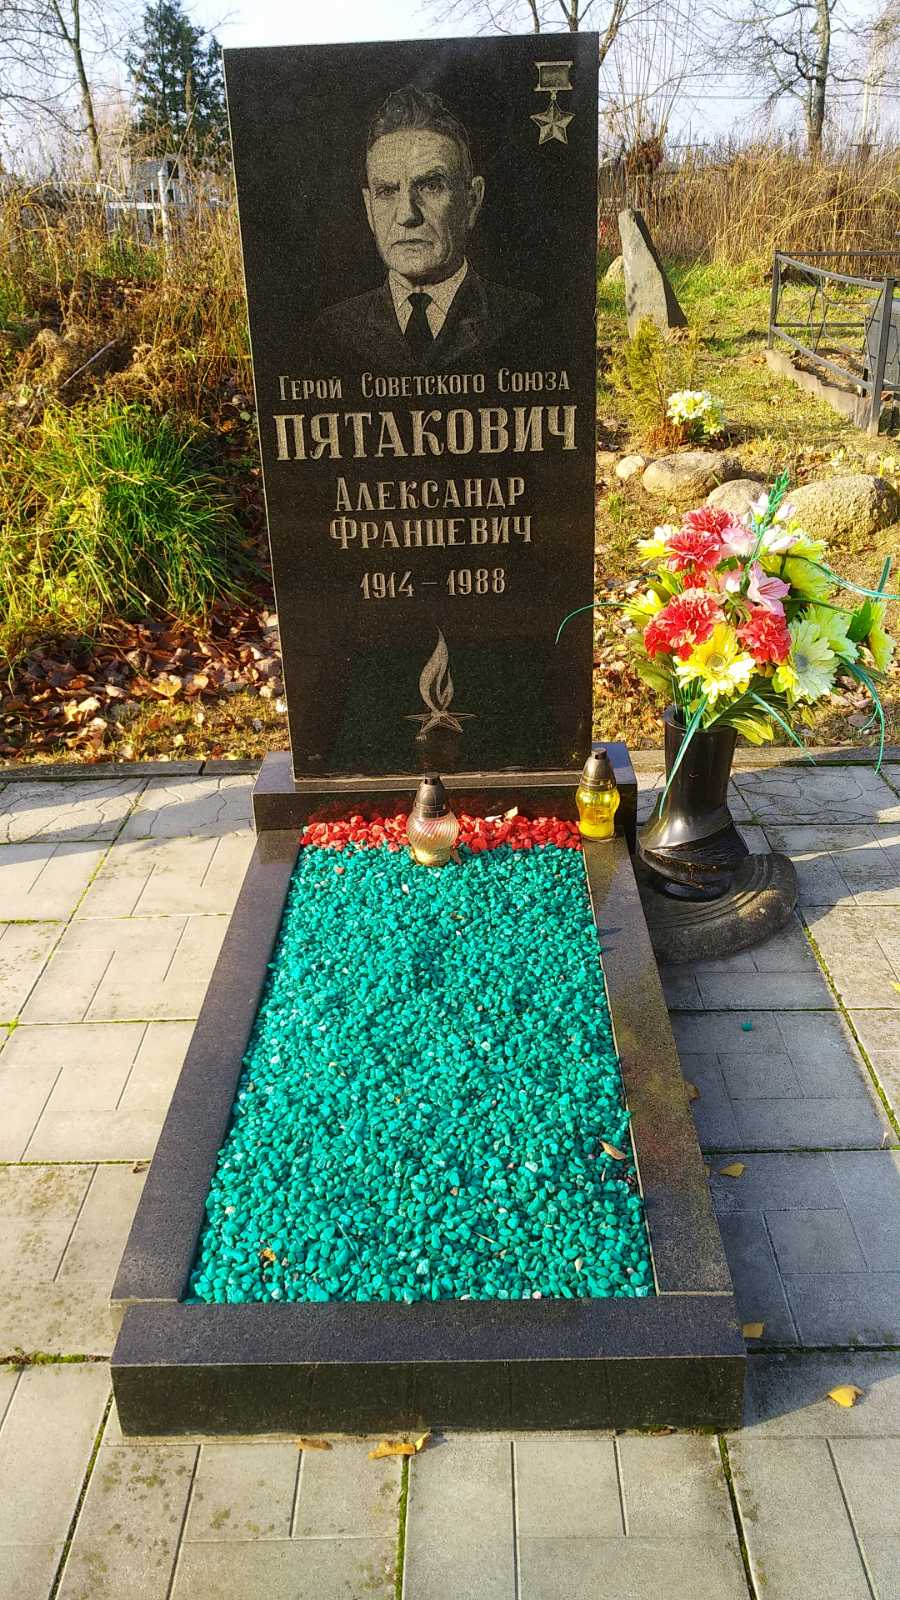 Герой Советского Союза
ПЯТАКОВИЧ
Александр
Францевич
1914 – 1988